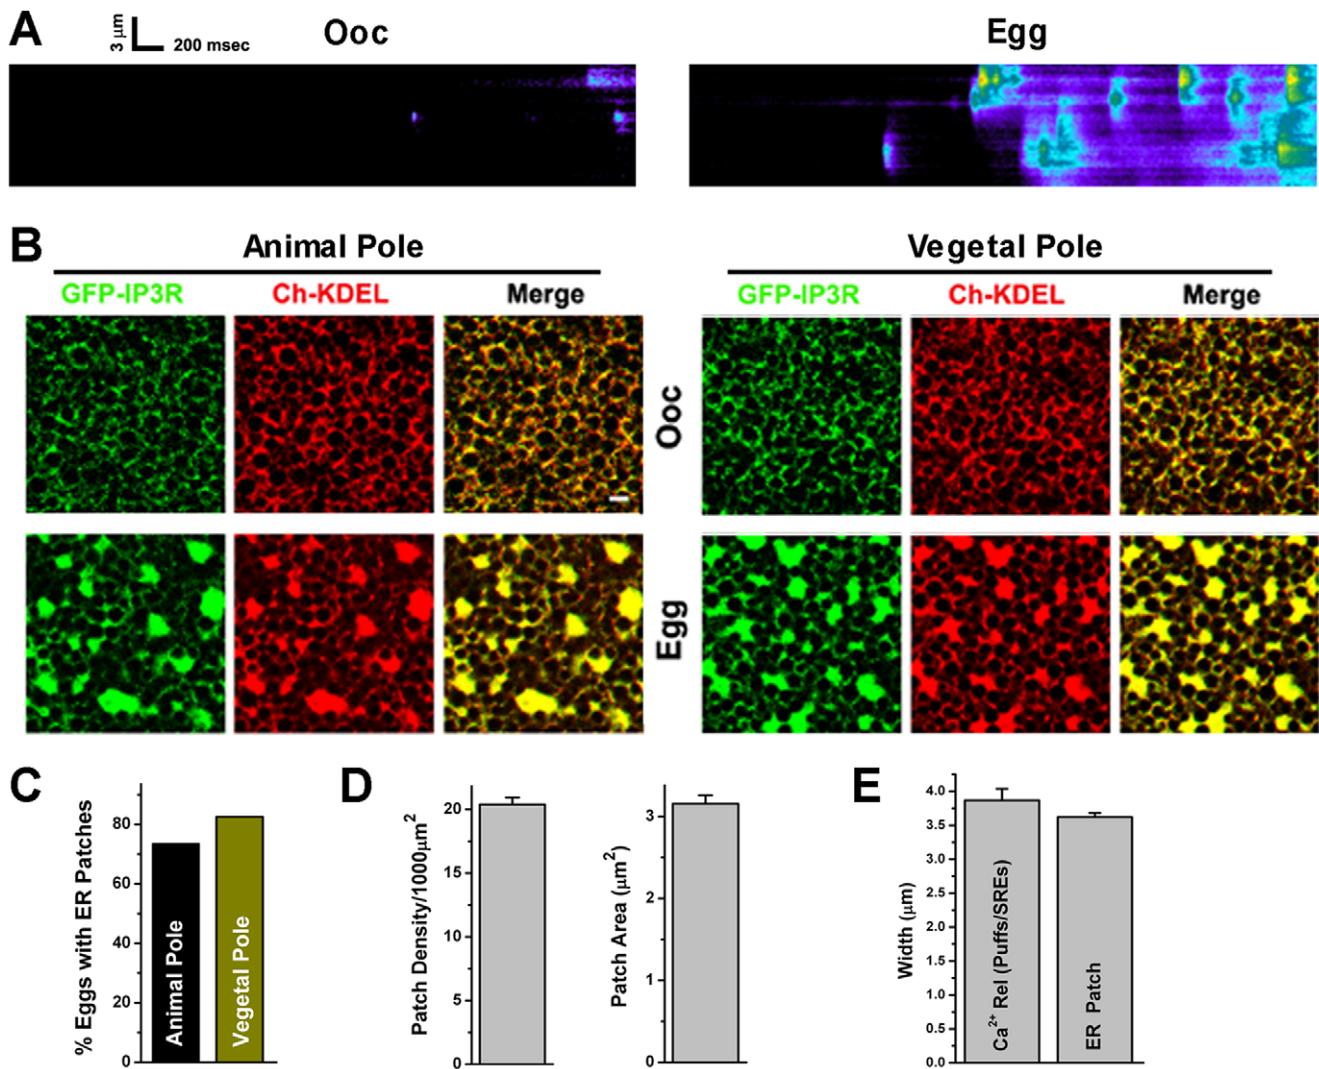 A
3 μm
200 msec
Ooc
Egg
B
Animal Pole
Vegetal Pole
GFP-IP3R
Ch-KDEL
Merge
GFP-IP3R
Ch-KDEL
Merge
Ooc
Egg
C
% Eggs with ER Patches
80
60
40
20
0
Animal Pole
Vegetal Pole
D
Patch Density/1000μm²
20
15
10
5
0
Patch Area (μm²)
3
2
1
0
E
Width (μm)
4.0
3.5
3.0
2.5
2.0
1.5
1.0
0.5
0.0
Ca²⁺ Rel (Puffs/SREs)
ER Patch